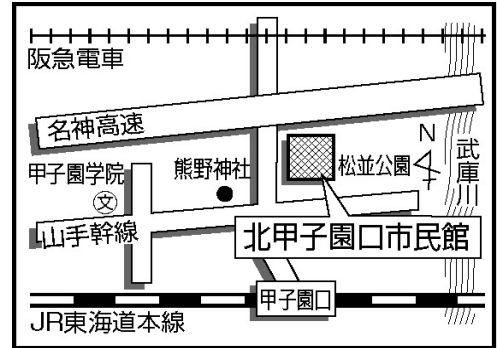 阪急電車
名神高速
甲子園学院
文
熊野神社
松並公園
N
武庫川
山手幹線
北甲子園口市民館
甲子園口
JR東海道本線